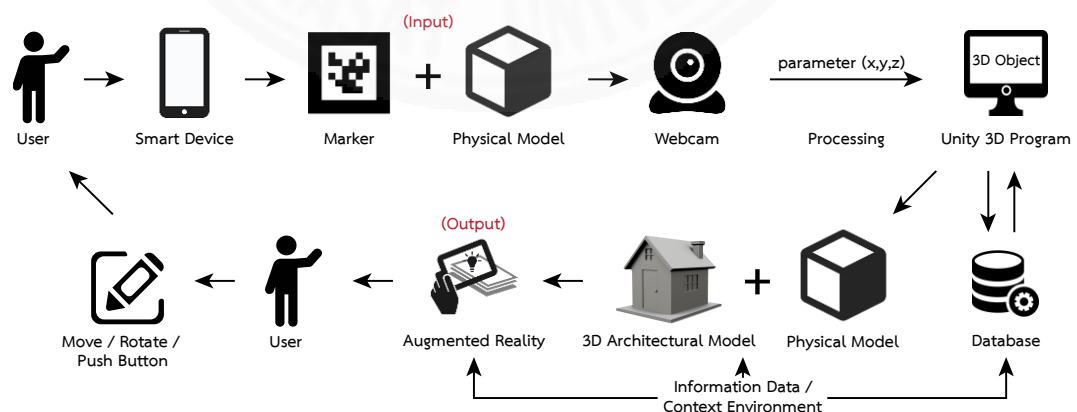 (Input)
parameter (x,y,z)
3D Object
User
Smart Device
Marker
Physical Model
Webcam
Processing
Unity 3D Program
(Output)
Move / Rotate /
Push Button
User
Augmented Reality
3D Architectural Model
Physical Model
Database
Information Data /
Context Environment